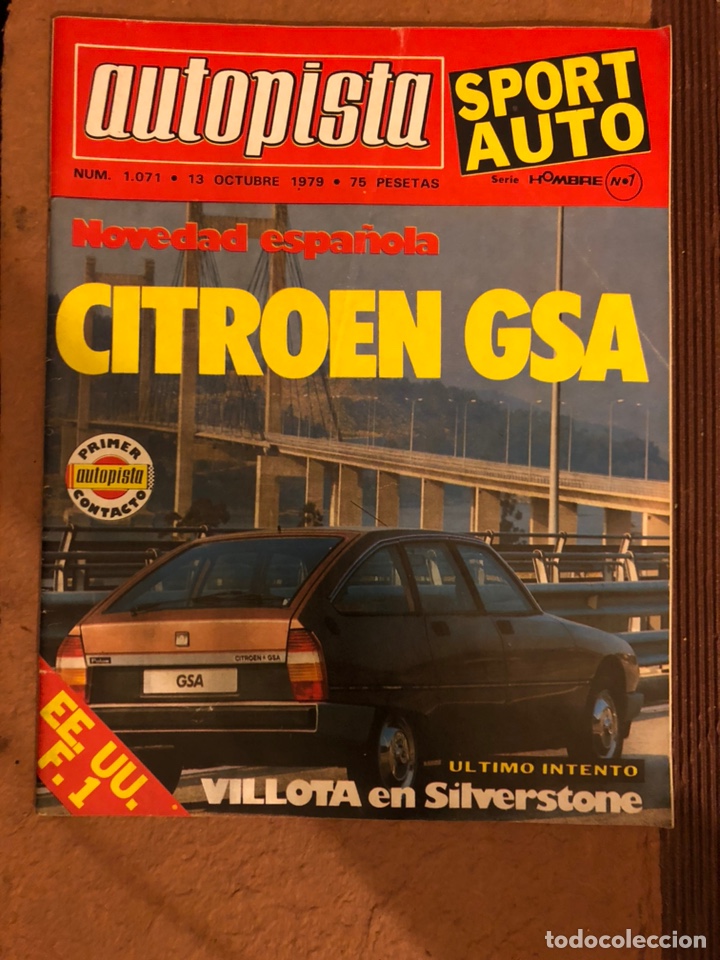 autopista
SPORT
AUTO
NUM. 1.071 • 13 OCTUBRE 1979 • 75 PESETAS
Serie HOMBRE Nº1
Novedad española
CITROEN GSA
PRIMER
autopista
CONTACTO
CITROEN GSA
GSA
EE. UU.
F. 1
ULTIMO INTENTO
VILLOTA en Silverstone
todocoleccion.net